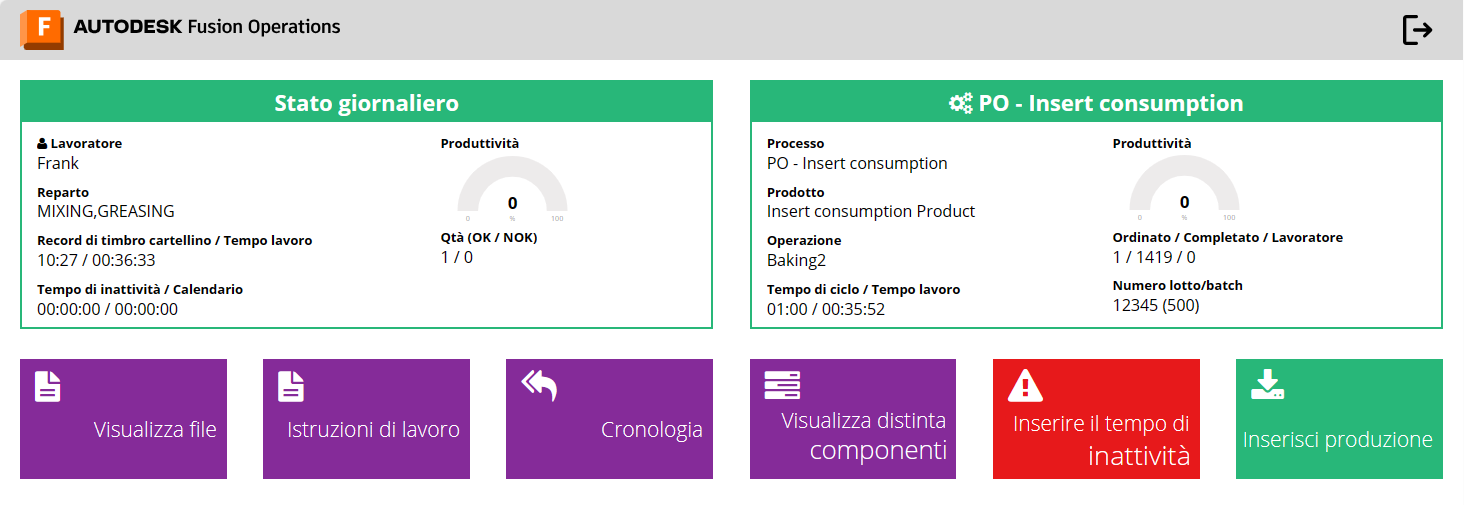 F AUTODESK Fusion Operations
Stato giornaliero
Lavoratore
Frank
Reparto
MIXING,GREASING
Record di timbro cartellino / Tempo lavoro
10:27 / 00:36:33
Tempo di inattività / Calendario
00:00:00 / 00:00:00
Produttività
0
0 % 100
Qtà (OK / NOK)
1 / 0
PO - Insert consumption
Processo
PO - Insert consumption
Prodotto
Insert consumption Product
Operazione
Baking2
Tempo di ciclo / Tempo lavoro
01:00 / 00:35:52
Produttività
0
0 % 100
Ordinato / Completato / Lavoratore
1 / 1419 / 0
Numero lotto/batch
12345 (500)
Visualizza file
Istruzioni di lavoro
Cronologia
Visualizza distinta
componenti
Inserire il tempo di
inattività
Inserisci produzione